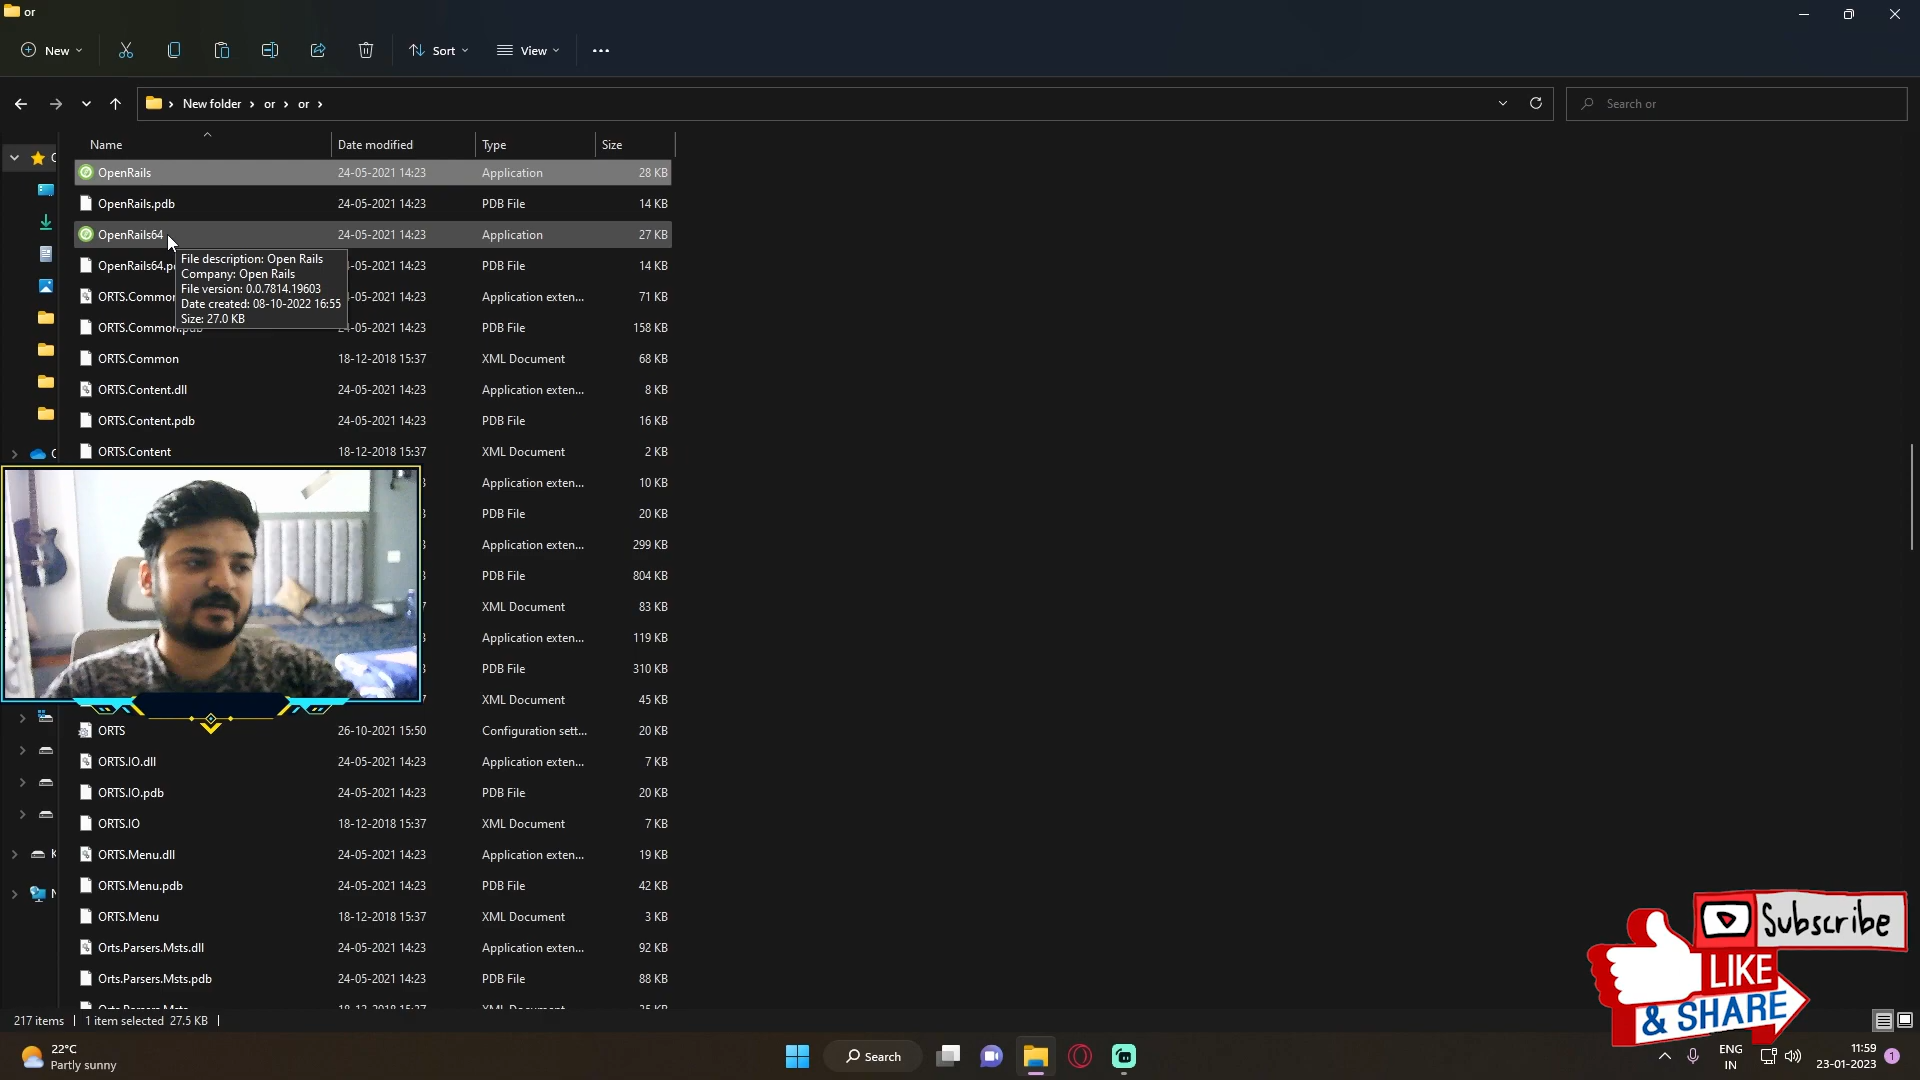 or
New
Sort
View
New folder > or > or >
Search or
Name Date modified Type Size
OpenRails 24-05-2021 14:23 Application 28 KB
OpenRails.pdb 24-05-2021 14:23 PDB File 14 KB
OpenRails64 24-05-2021 14:23 Application 27 KB
File description: Open Rails
Company: Open Rails
File version: 0.0.7814.19603
Date created: 08-10-2022 16:55
Size: 27.0 KB
-05-2021 14:23 PDB File 14 KB
-05-2021 14:23 Application exten... 71 KB
24-05-2021 14:23 PDB File 158 KB
ORTS.Common 18-12-2018 15:37 XML Document 68 KB
ORTS.Content.dll 24-05-2021 14:23 Application exten... 8 KB
ORTS.Content.pdb 24-05-2021 14:23 PDB File 16 KB
ORTS.Content 18-12-2018 15:37 XML Document 2 KB
Application exten... 10 KB
PDB File 20 KB
Application exten... 299 KB
PDB File 804 KB
XML Document 83 KB
Application exten... 119 KB
PDB File 310 KB
XML Document 45 KB
ORTS 26-10-2021 15:50 Configuration sett... 20 KB
ORTS.IO.dll 24-05-2021 14:23 Application exten... 7 KB
ORTS.IO.pdb 24-05-2021 14:23 PDB File 20 KB
ORTS.IO 18-12-2018 15:37 XML Document 7 KB
ORTS.Menu.dll 24-05-2021 14:23 Application exten... 19 KB
ORTS.Menu.pdb 24-05-2021 14:23 PDB File 42 KB
ORTS.Menu 18-12-2018 15:37 XML Document 3 KB
Orts.Parsers.Msts.dll 24-05-2021 14:23 Application exten... 92 KB
Orts.Parsers.Msts.pdb 24-05-2021 14:23 PDB File 88 KB
Subscribe
LIKE
& SHARE
217 items 1 item selected 27.5 KB
22°C
Partly sunny
Search
ENG
IN
11:59
23-01-2023
1